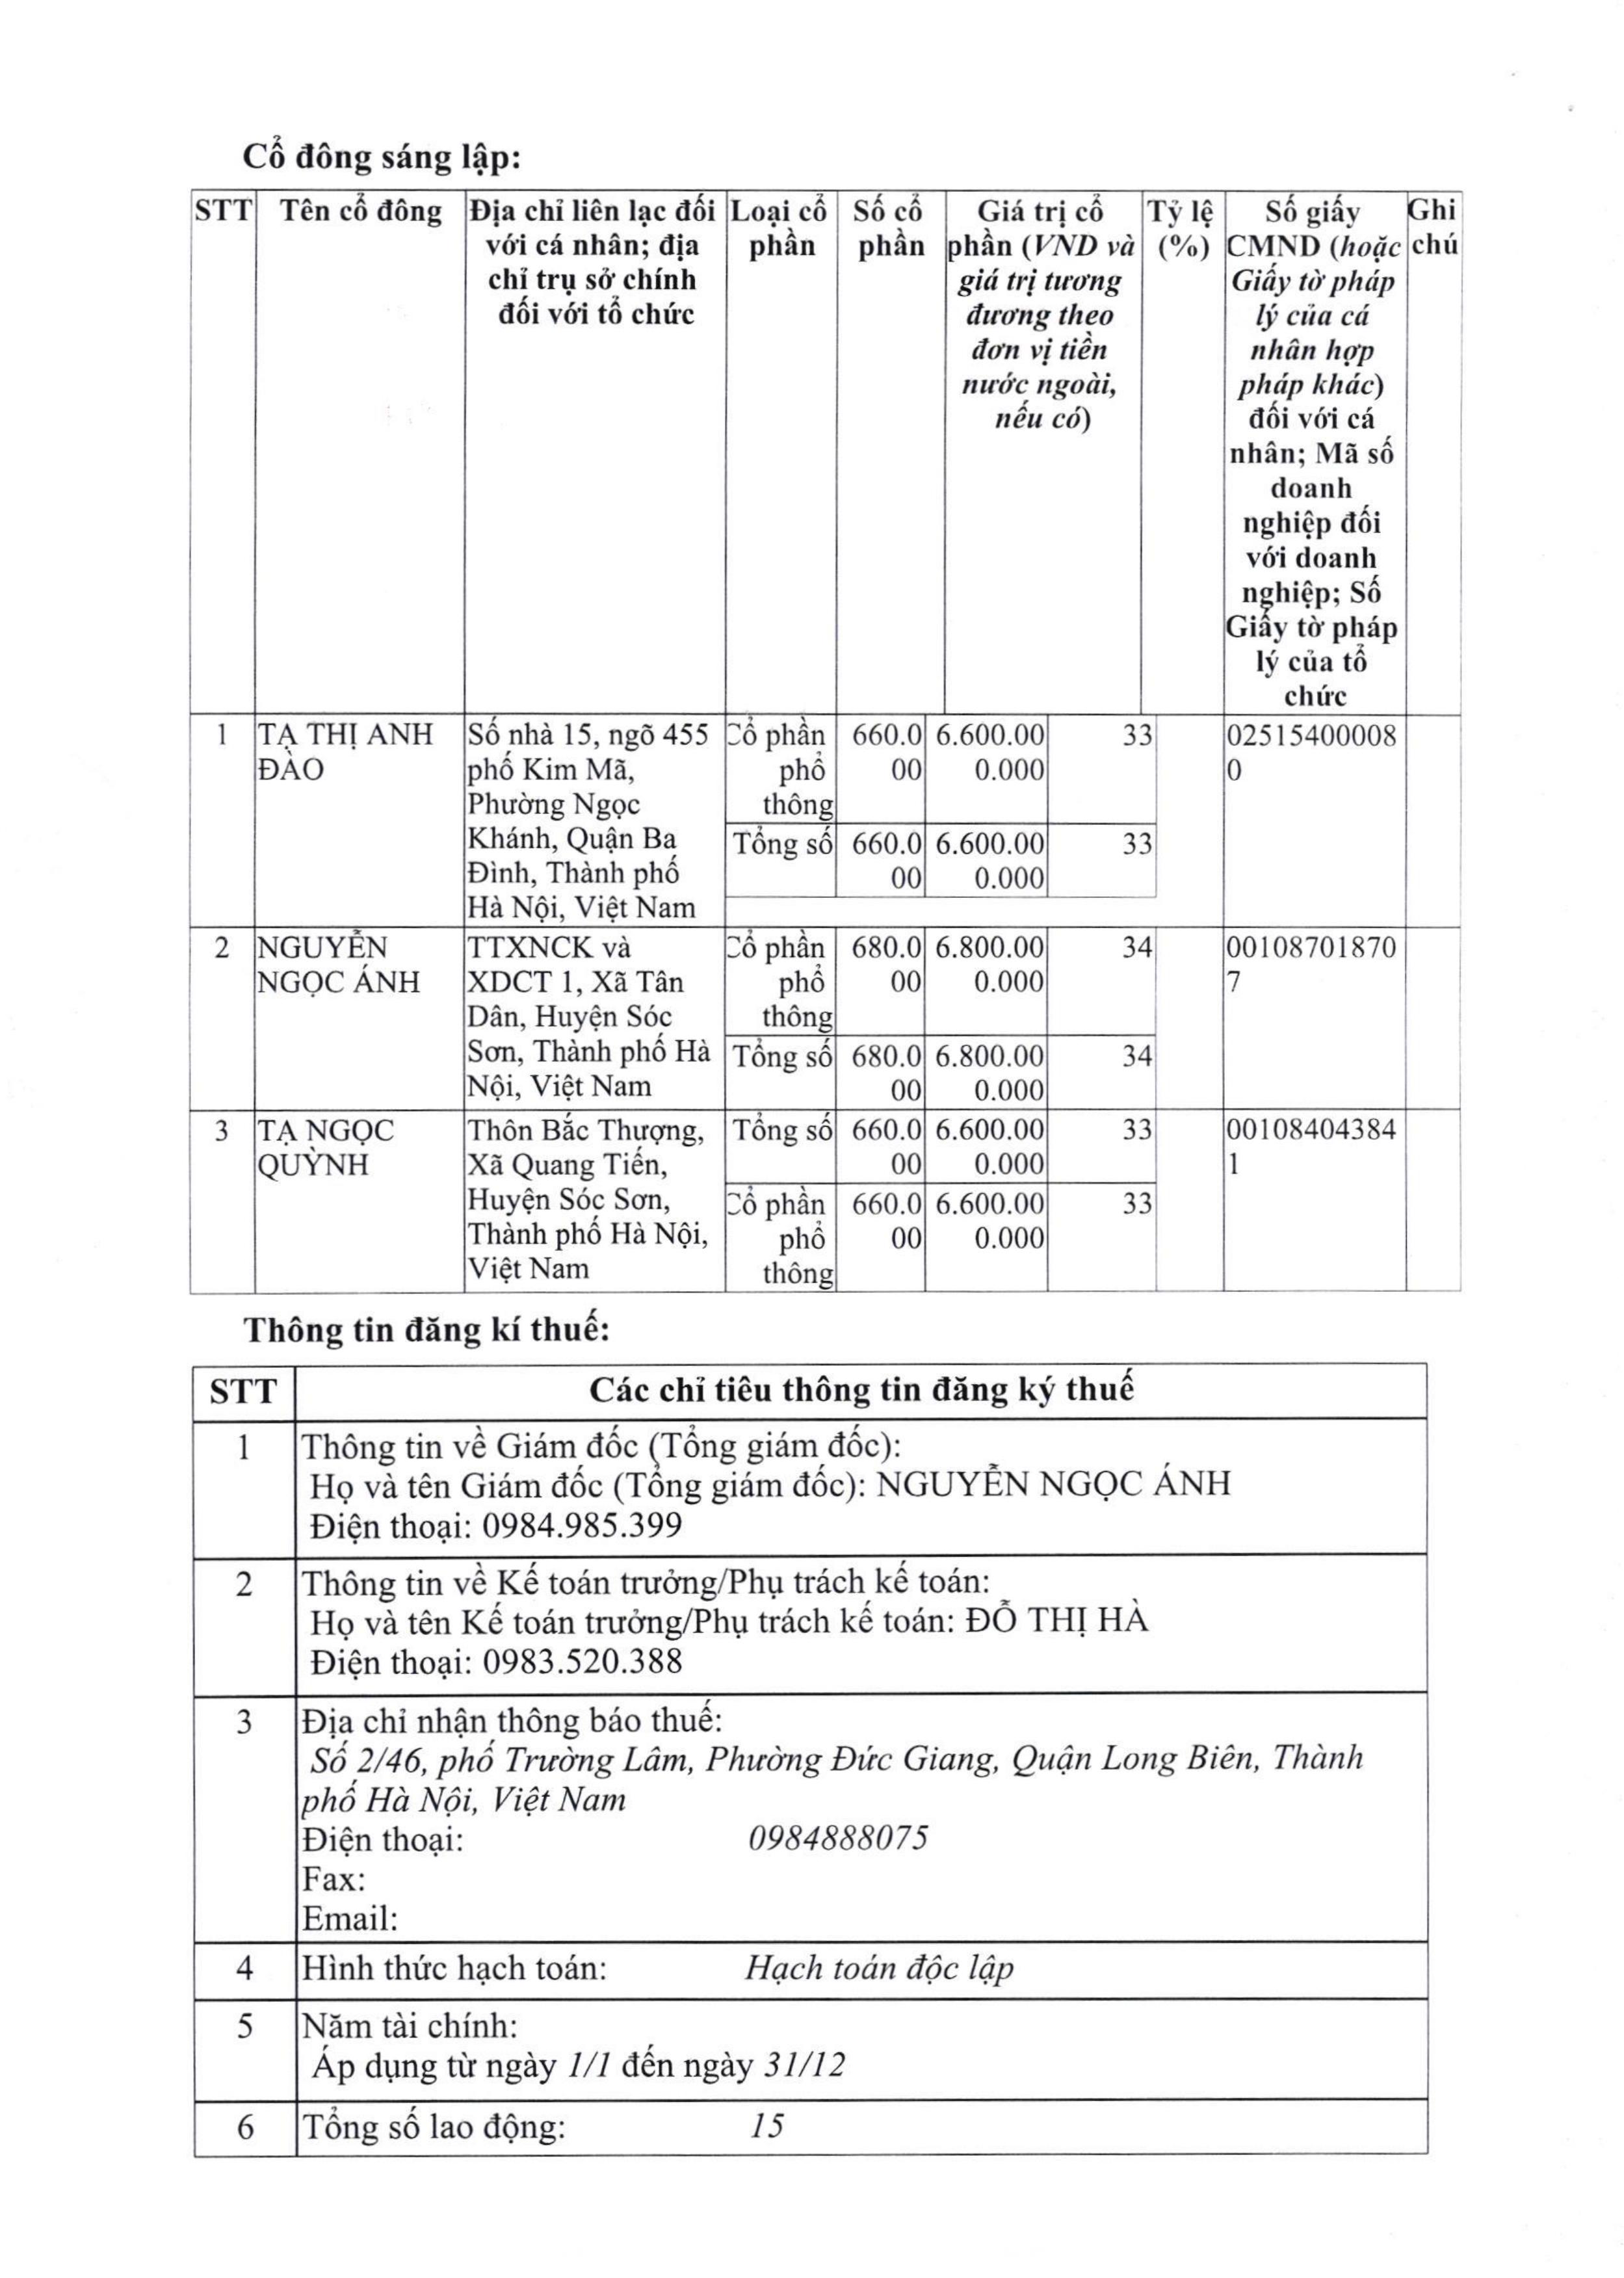 Cổ đông sáng lập:
STT Tên cổ đông Địa chỉ liên lạc đối với cá nhân; địa chỉ trụ sở chính đối với tổ chức Loại cổ phần Số cổ phần Giá trị cổ phần (VND và giá trị tương đương theo đơn vị tiền nước ngoài, nếu có) Tỷ lệ (%) Số giấy CMND (hoặc Giấy tờ pháp lý của cá nhân hợp pháp khác) đối với cá nhân; Mã số doanh nghiệp đối với doanh nghiệp; Số Giấy tờ pháp lý của tổ chức Ghi chú
1 TẠ THỊ ANH ĐÀO Số nhà 15, ngõ 455 phố Kim Mã, Phường Ngọc Khánh, Quận Ba Đình, Thành phố Hà Nội, Việt Nam Cổ phần phổ thông 660.000 6.600.000.000 33 025154000080
Tổng số 660.000 6.600.000.000 33
2 NGUYỄN NGỌC ÁNH TTXNCK và XDCT 1, Xã Tân Dân, Huyện Sóc Sơn, Thành phố Hà Nội, Việt Nam Cổ phần phổ thông 680.000 6.800.000.000 34 001087018707
Tổng số 680.000 6.800.000.000 34
3 TẠ NGỌC QUỲNH Thôn Bắc Thượng, Xã Quang Tiến, Huyện Sóc Sơn, Thành phố Hà Nội, Việt Nam Tổng số 660.000 6.600.000.000 33 001084043841
Cổ phần phổ thông 660.000 6.600.000.000 33
Thông tin đăng kí thuế:
STT Các chỉ tiêu thông tin đăng ký thuế
1 Thông tin về Giám đốc (Tổng giám đốc):
Họ và tên Giám đốc (Tổng giám đốc): NGUYỄN NGỌC ÁNH
Điện thoại: 0984.985.399
2 Thông tin về Kế toán trưởng/Phụ trách kế toán:
Họ và tên Kế toán trưởng/Phụ trách kế toán: ĐỖ THỊ HÀ
Điện thoại: 0983.520.388
3 Địa chỉ nhận thông báo thuế:
Số 2/46, phố Trường Lâm, Phường Đức Giang, Quận Long Biên, Thành
phố Hà Nội, Việt Nam
Điện thoại: 0984888075
Fax:
Email:
4 Hình thức hạch toán: Hạch toán độc lập
5 Năm tài chính:
Áp dụng từ ngày 1/1 đến ngày 31/12
6 Tổng số lao động: 15